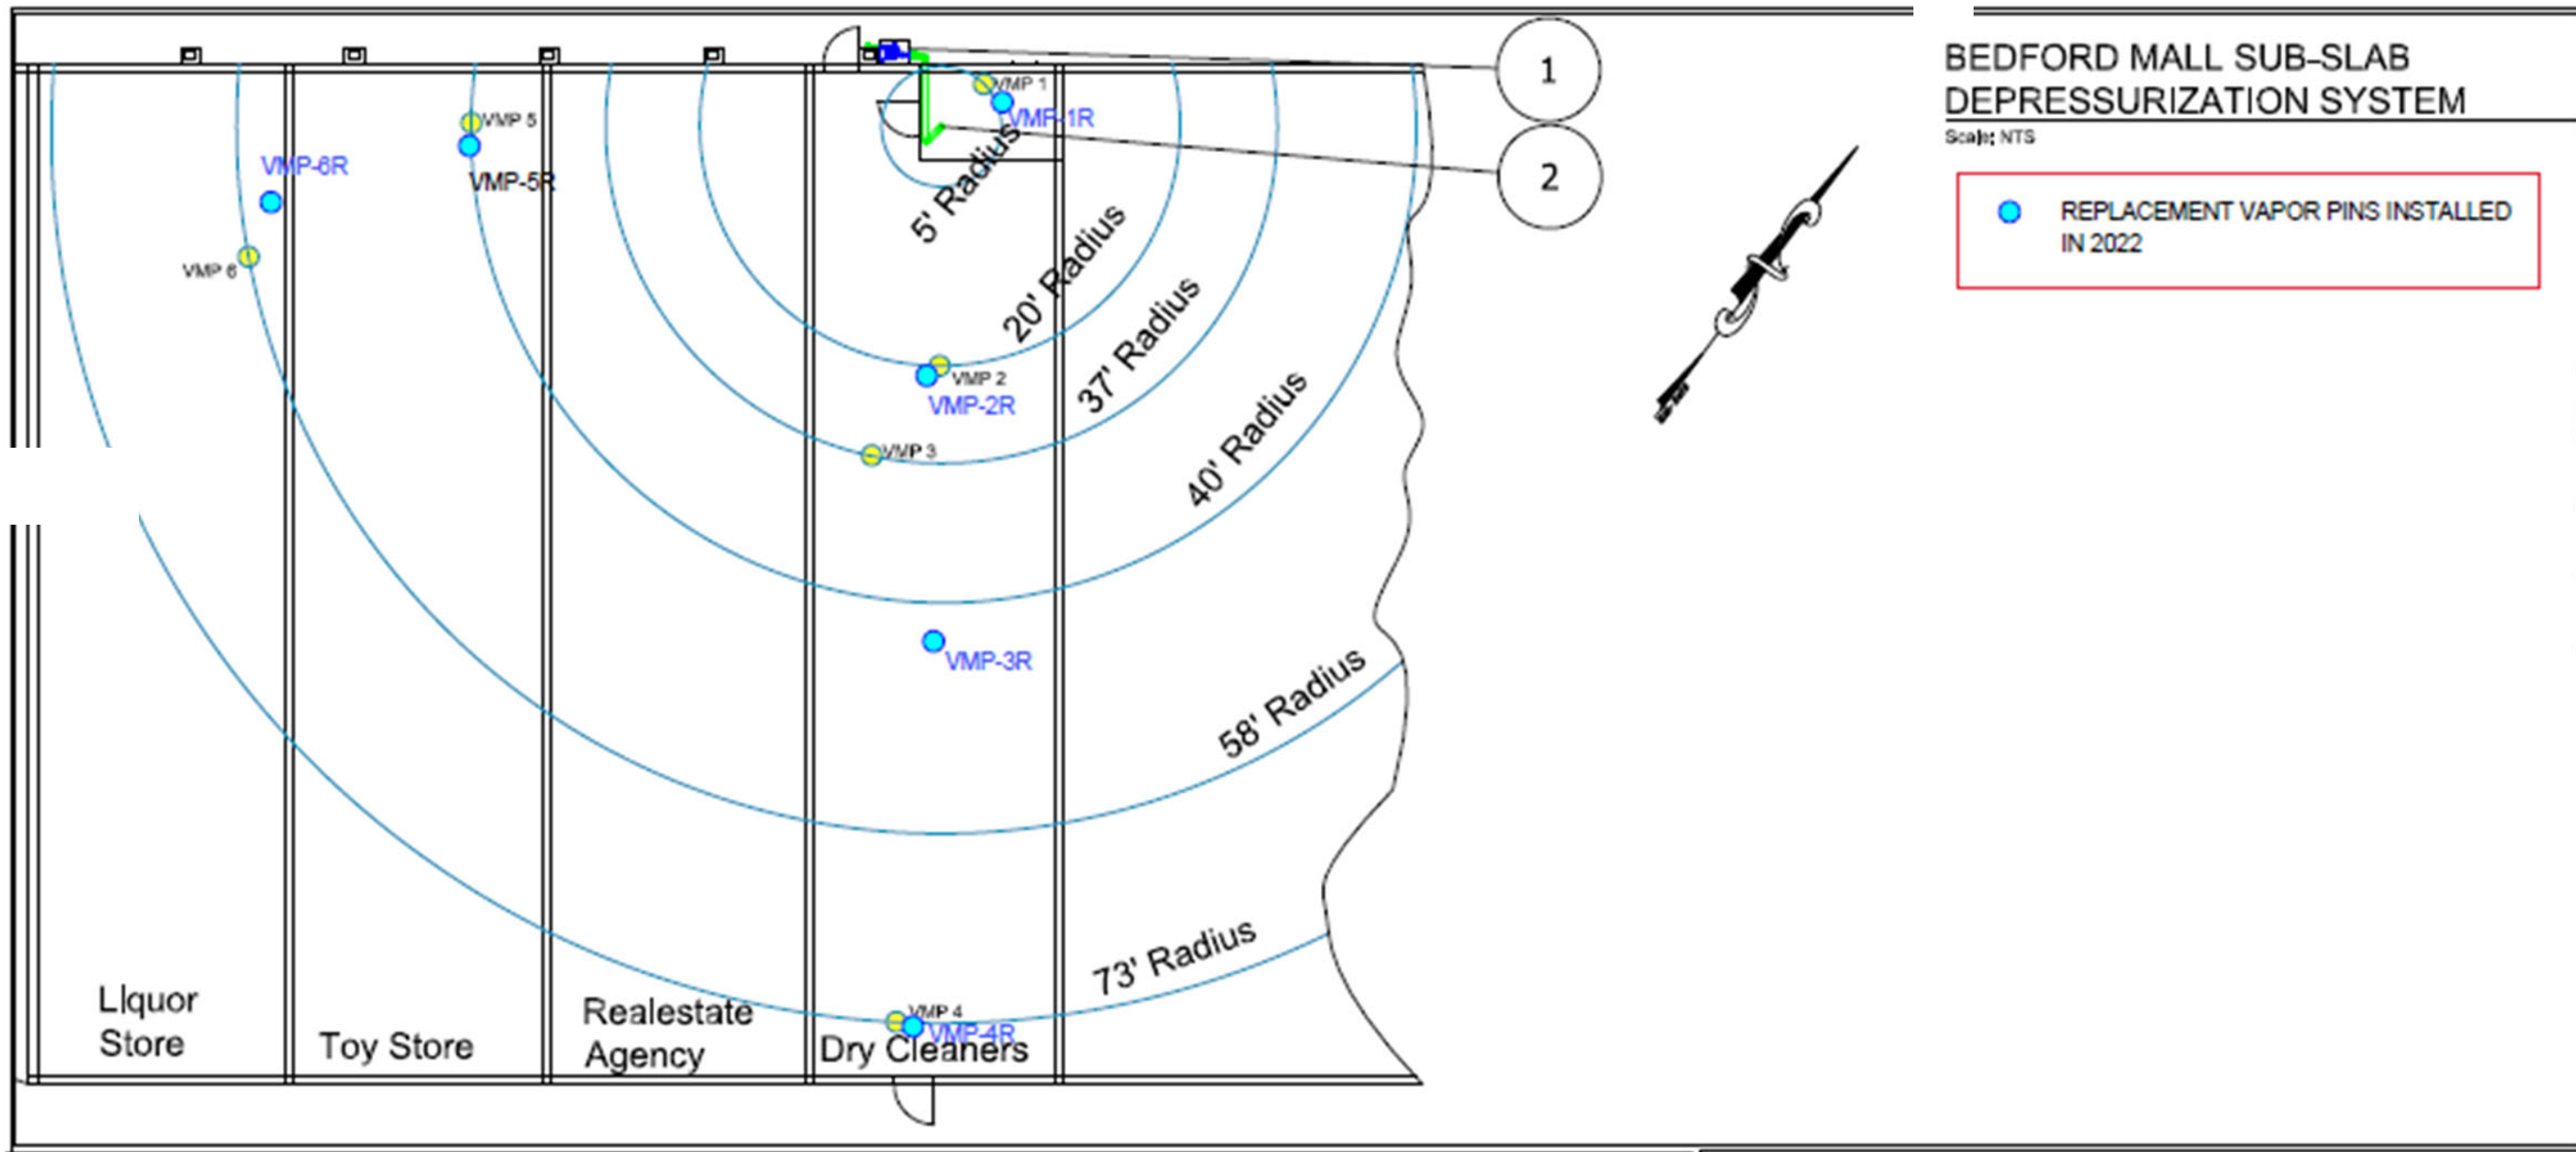 BEDFORD MALL SUB-SLAB
DEPRESSURIZATION SYSTEM
Scale: NTS
REPLACEMENT VAPOR PINS INSTALLED
IN 2022
1
2
VMP 1
VMP-1R
VMP 5
VMP-5R
VMP-6R
VMP 6
5' Radius
20' Radius
37' Radius
40' Radius
58' Radius
73' Radius
VMP 2
VMP-2R
VMP 3
VMP-3R
VMP 4
VMP-4R
Liquor
Store
Toy Store
Realestate
Agency
Dry Cleaners